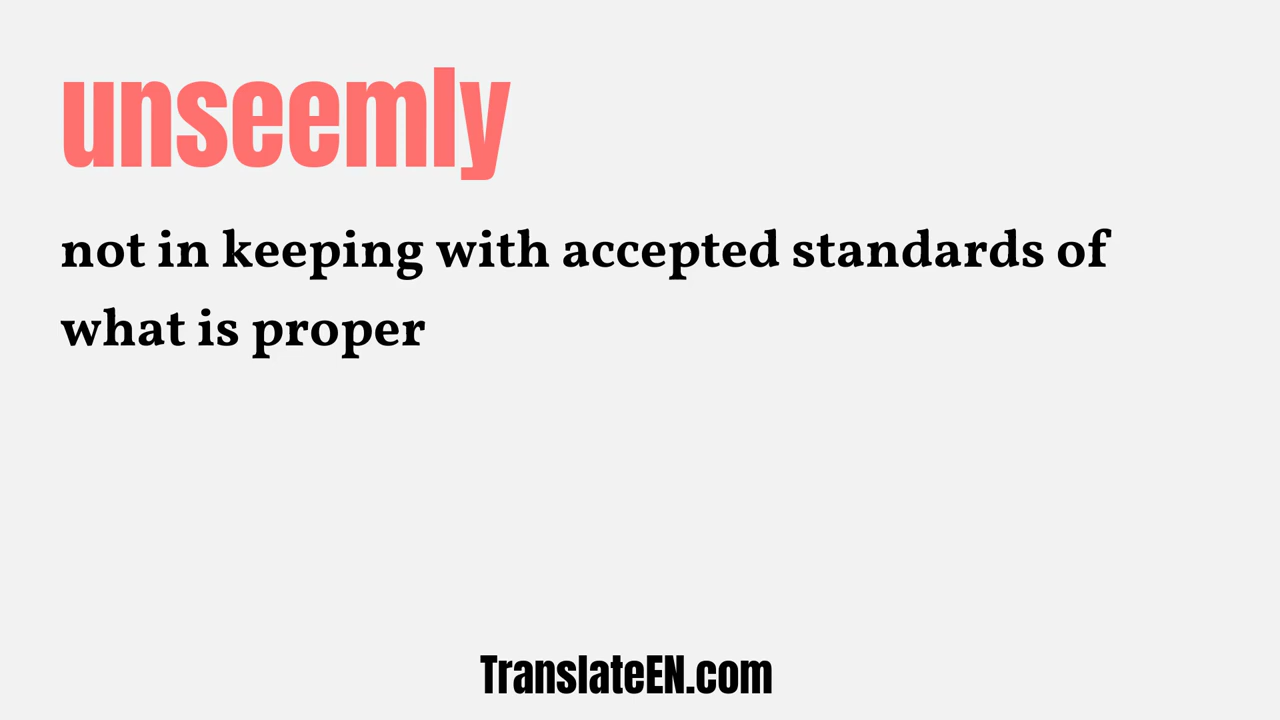 unseemly
not in keeping with accepted standards of
what is proper
TranslateEN.com